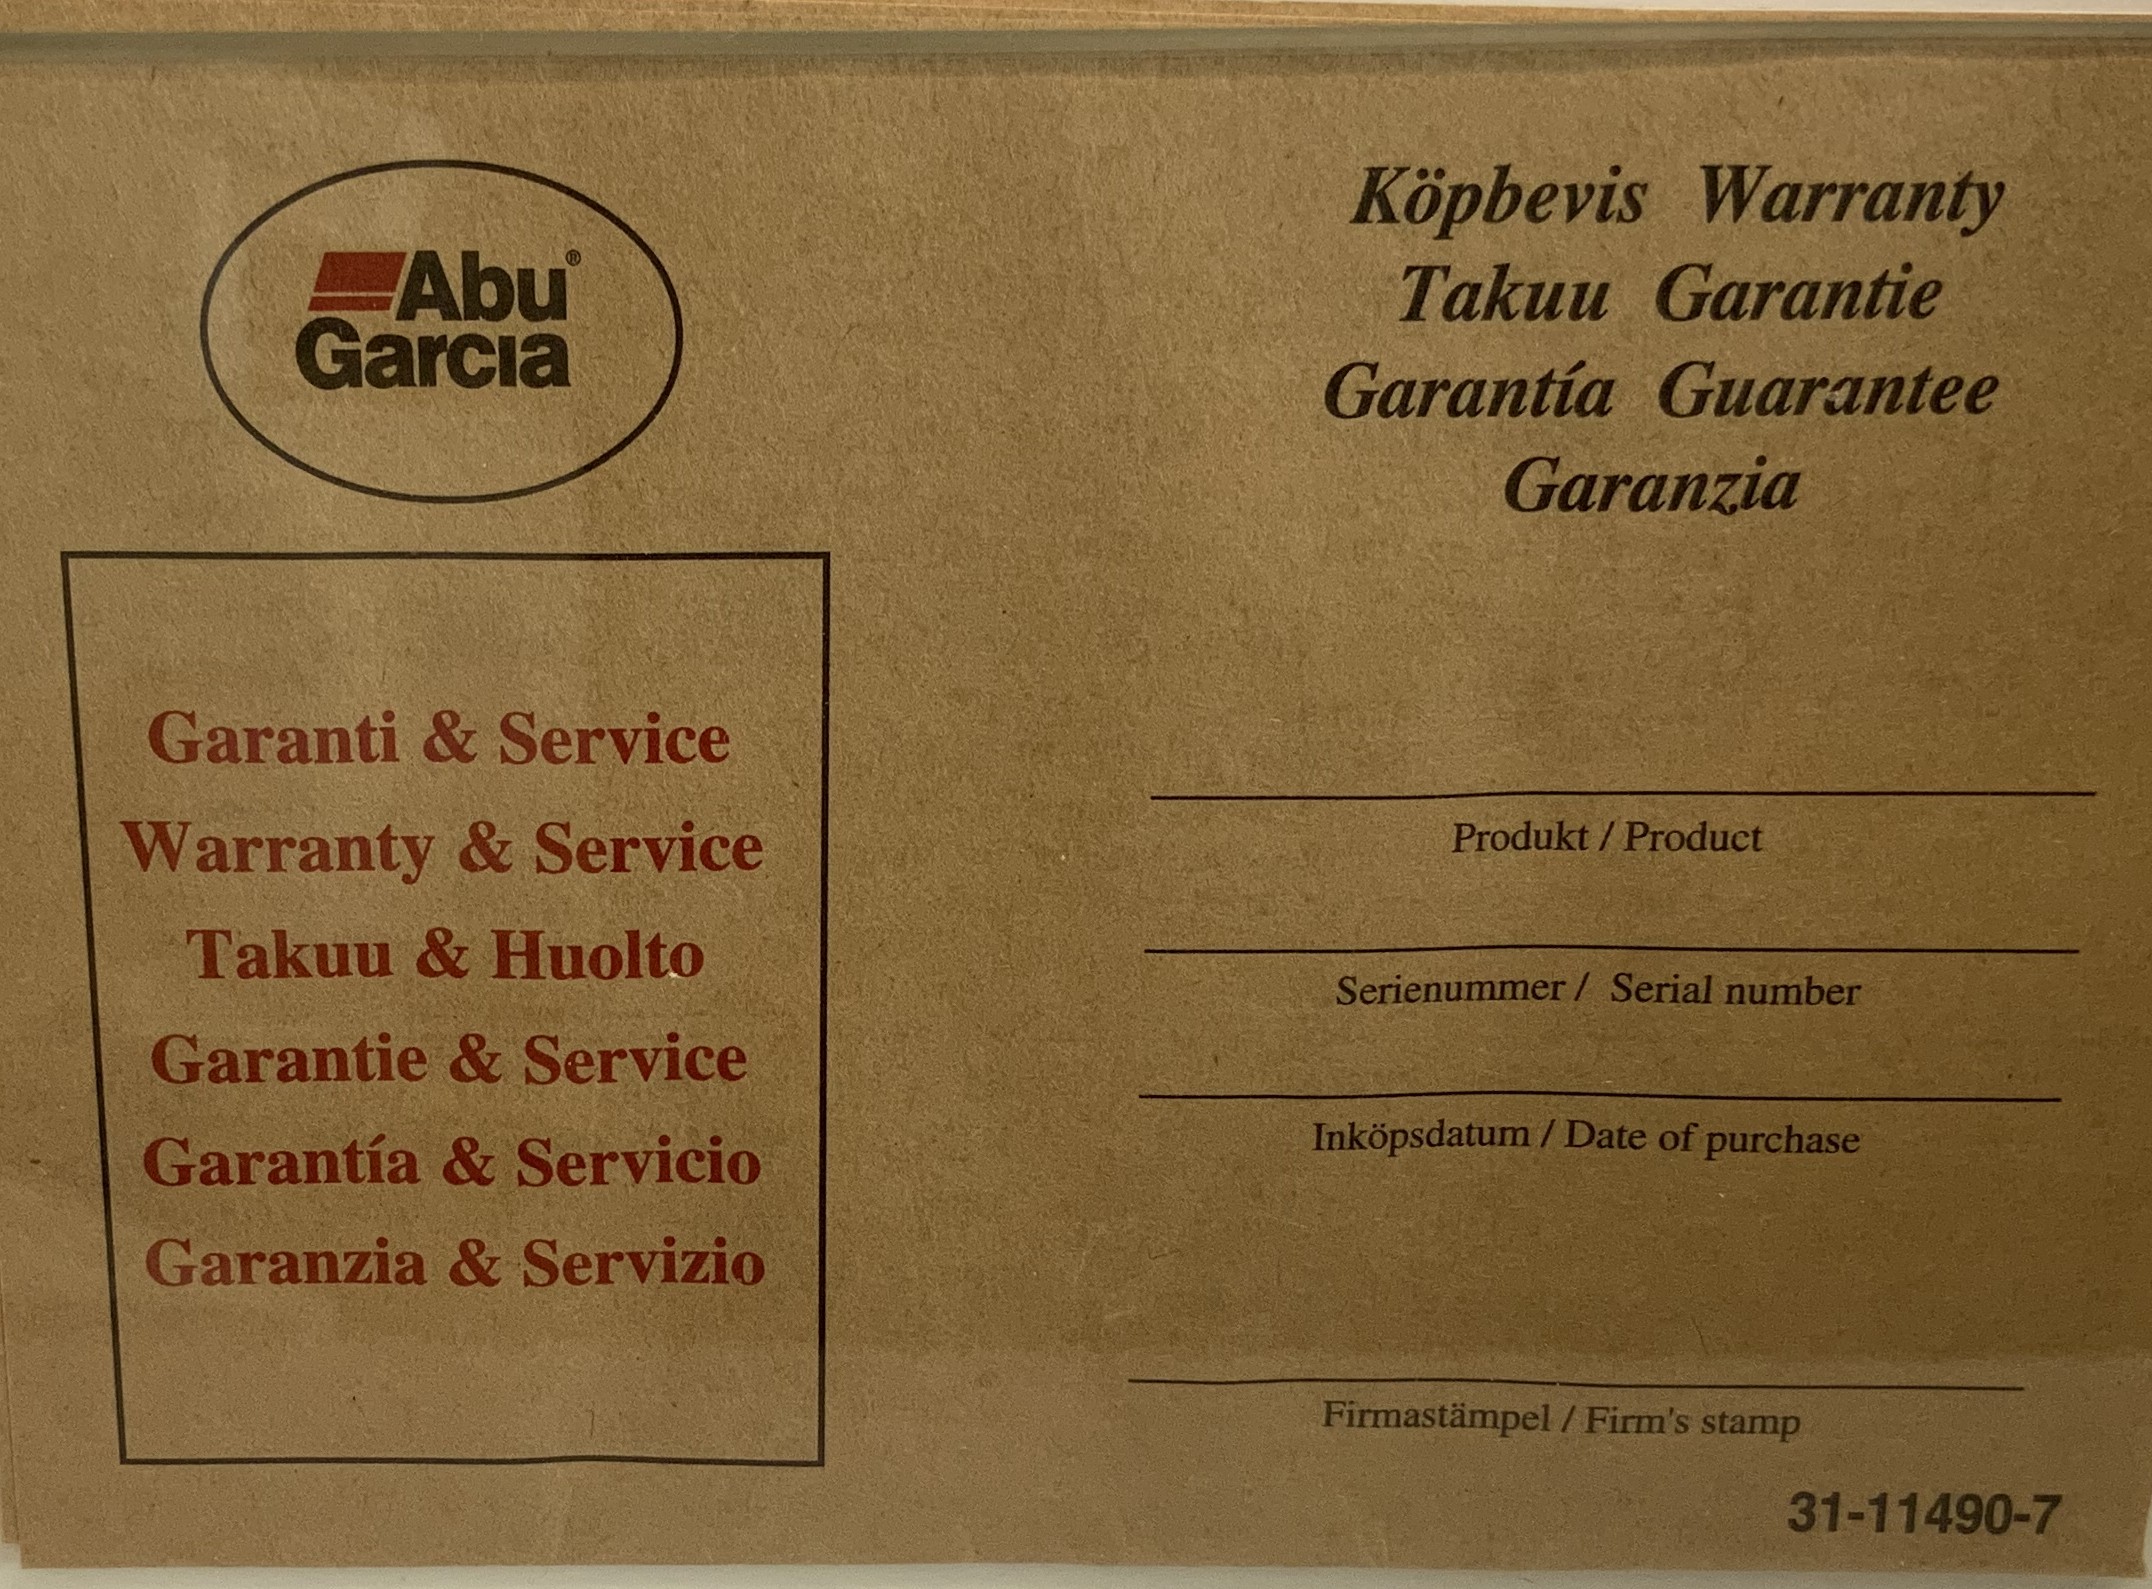 Abu®
Garcia
Garanti & Service
Warranty & Service
Takuu & Huolto
Garantie & Service
Garantía & Servicio
Garanzia & Servizio
Köpbevis Warranty
Takuu Garantie
Garantía Guarantee
Garanzia
Produkt / Product
Serienummer / Serial number
Inköpsdatum / Date of purchase
Firmastämpel / Firm's stamp
31-11490-7